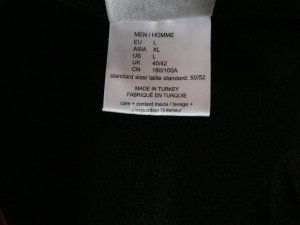 MEN / HOMME
EU L
ASIA XL
US L
UK 40/42
CN 180/100A
standard size/ taille standard: 50/52
MADE IN TURKEY
FABRIQUÉ EN TURQUIE
care + content inside / lavage +
composition l'interieur